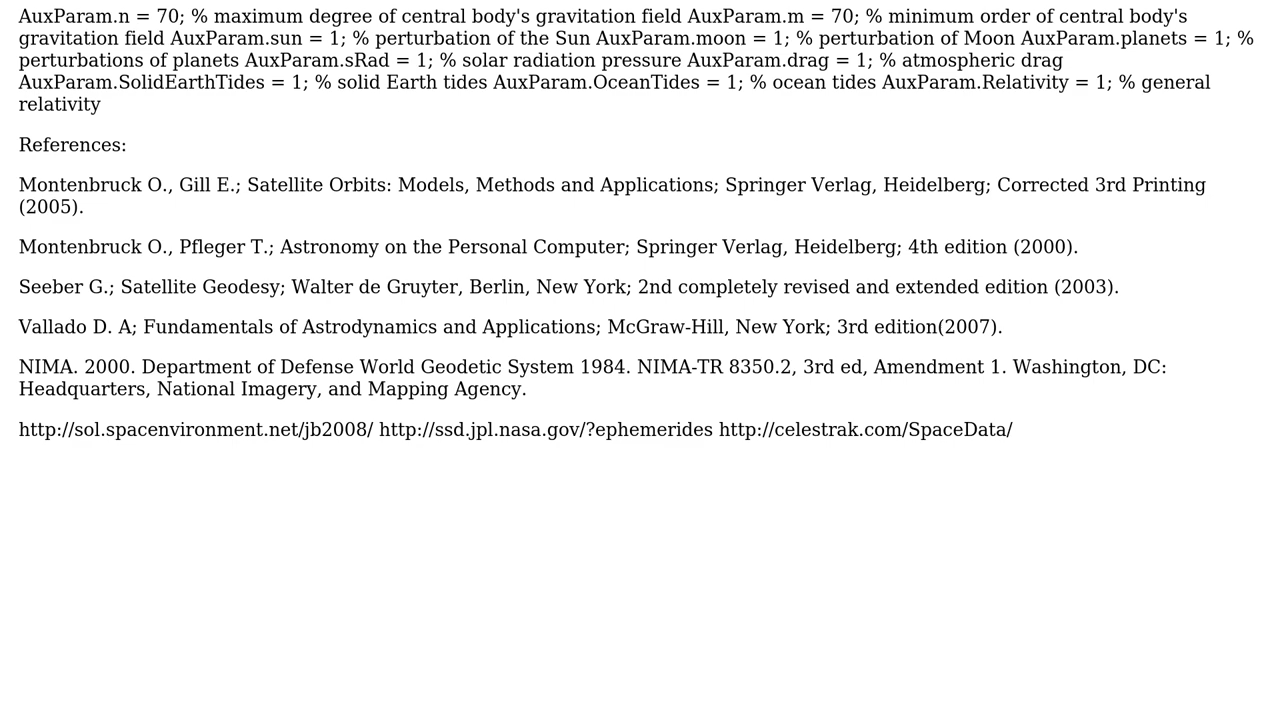 AuxParam.n = 70; % maximum degree of central body's gravitation field AuxParam.m = 70; % minimum order of central body's
gravitation field AuxParam.sun = 1; % perturbation of the Sun AuxParam.moon = 1; % perturbation of Moon AuxParam.planets = 1; %
perturbations of planets AuxParam.sRad = 1; % solar radiation pressure AuxParam.drag = 1; % atmospheric drag
AuxParam.SolidEarthTides = 1; % solid Earth tides AuxParam.OceanTides = 1; % ocean tides AuxParam.Relativity = 1; % general
relativity
References:
Montenbruck O., Gill E.; Satellite Orbits: Models, Methods and Applications; Springer Verlag, Heidelberg; Corrected 3rd Printing
(2005).
Montenbruck O., Pfleger T.; Astronomy on the Personal Computer; Springer Verlag, Heidelberg; 4th edition (2000).
Seeber G.; Satellite Geodesy; Walter de Gruyter, Berlin, New York; 2nd completely revised and extended edition (2003).
Vallado D. A; Fundamentals of Astrodynamics and Applications; McGraw-Hill, New York; 3rd edition(2007).
NIMA. 2000. Department of Defense World Geodetic System 1984. NIMA-TR 8350.2, 3rd ed, Amendment 1. Washington, DC:
Headquarters, National Imagery, and Mapping Agency.
http://sol.spacenvironment.net/jb2008/ http://ssd.jpl.nasa.gov/?ephemerides http://celestrak.com/SpaceData/